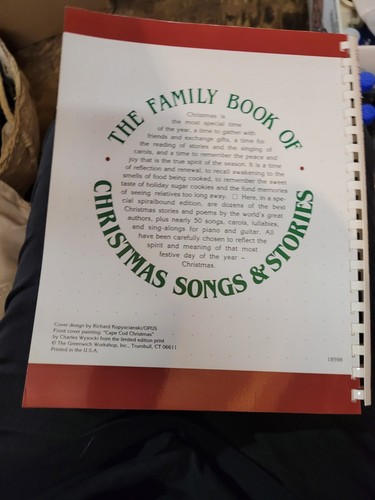 THE FAMILY BOOK OF
Christmas is
the most special time
of the year, a time to gather with
friends and exchange gifts, a time for
the reading of stories and the singing of
carols, and a time to remember the peace and
joy that is the true spirit of the season. It is a time
of reflection and renewal, to recall awakening to the
smells of food being cooked, to remember the sweet
taste of holiday sugar cookies and the fond memories
of seeing relatives too long away. □ Here, in a spe-
cial spiralbound edition, are dozens of the best
Christmas stories and poems by the world's great
authors, plus nearly 50 songs, carols, lullabies,
and sing-alongs for piano and guitar. All
have been carefully chosen to reflect the
spirit and meaning of that most
festive day of the year –
Christmas.
CHRISTMAS SONGS & STORIES
Cover design by Richard Kopyscianski/OPUS
Front cover painting: "Cape Cod Christmas"
by Charles Wysocki from the limited edition print
© The Greenwich Workshop, Inc., Trumbull, CT 06611
Printed in the U.S.A.
18598